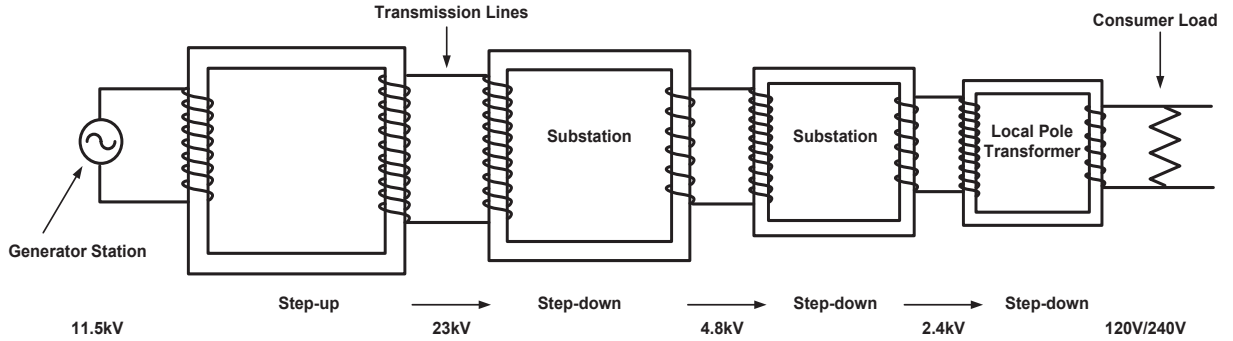 Transmission Lines
Consumer Load
Substation
Substation
Local Pole
Transformer
Generator Station
Step-up
Step-down
Step-down
Step-down
11.5kV
23kV
4.8kV
2.4kV
120V/240V